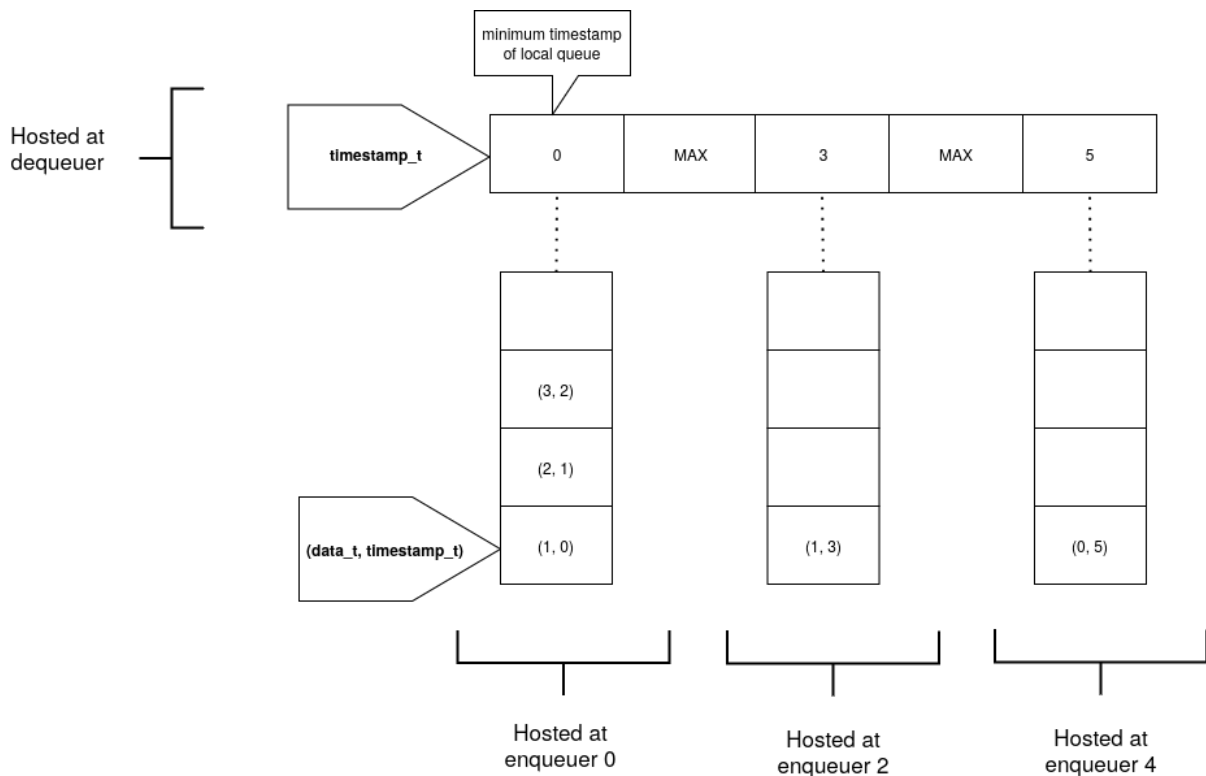 minimum timestamp
of local queue
Hosted at
dequeuer
timestamp_t
0
MAX
3
MAX
5
(3, 2)
(2, 1)
(data_t, timestamp_t)
(1, 0)
(1, 3)
(0, 5)
Hosted at
enqueuer 0
Hosted at
enqueuer 2
Hosted at
enqueuer 4